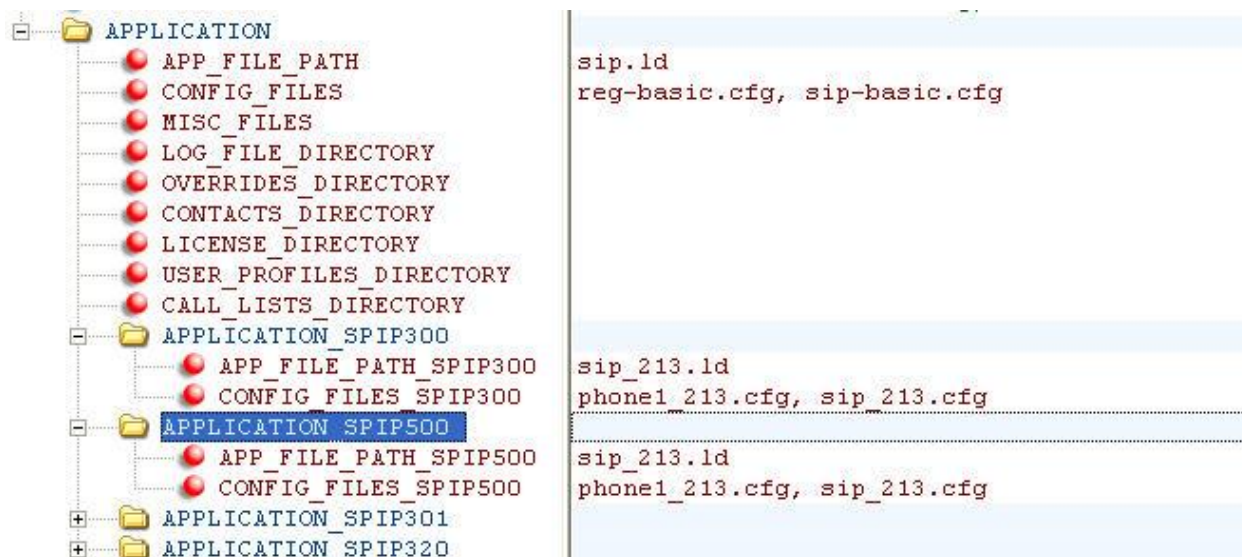 APPLICATION
APP_FILE_PATH sip.ld
CONFIG_FILES reg-basic.cfg, sip-basic.cfg
MISC_FILES
LOG_FILE_DIRECTORY
OVERRIDES_DIRECTORY
CONTACTS_DIRECTORY
LICENSE_DIRECTORY
USER_PROFILES_DIRECTORY
CALL_LISTS_DIRECTORY
APPLICATION_SPIP300
APP_FILE_PATH_SPIP300 sip_213.ld
CONFIG_FILES_SPIP300 phone1_213.cfg, sip_213.cfg
APPLICATION_SPIP500
APP_FILE_PATH_SPIP500 sip_213.ld
CONFIG_FILES_SPIP500 phone1_213.cfg, sip_213.cfg
APPLICATION_SPIP301
APPLICATION_SPIP320